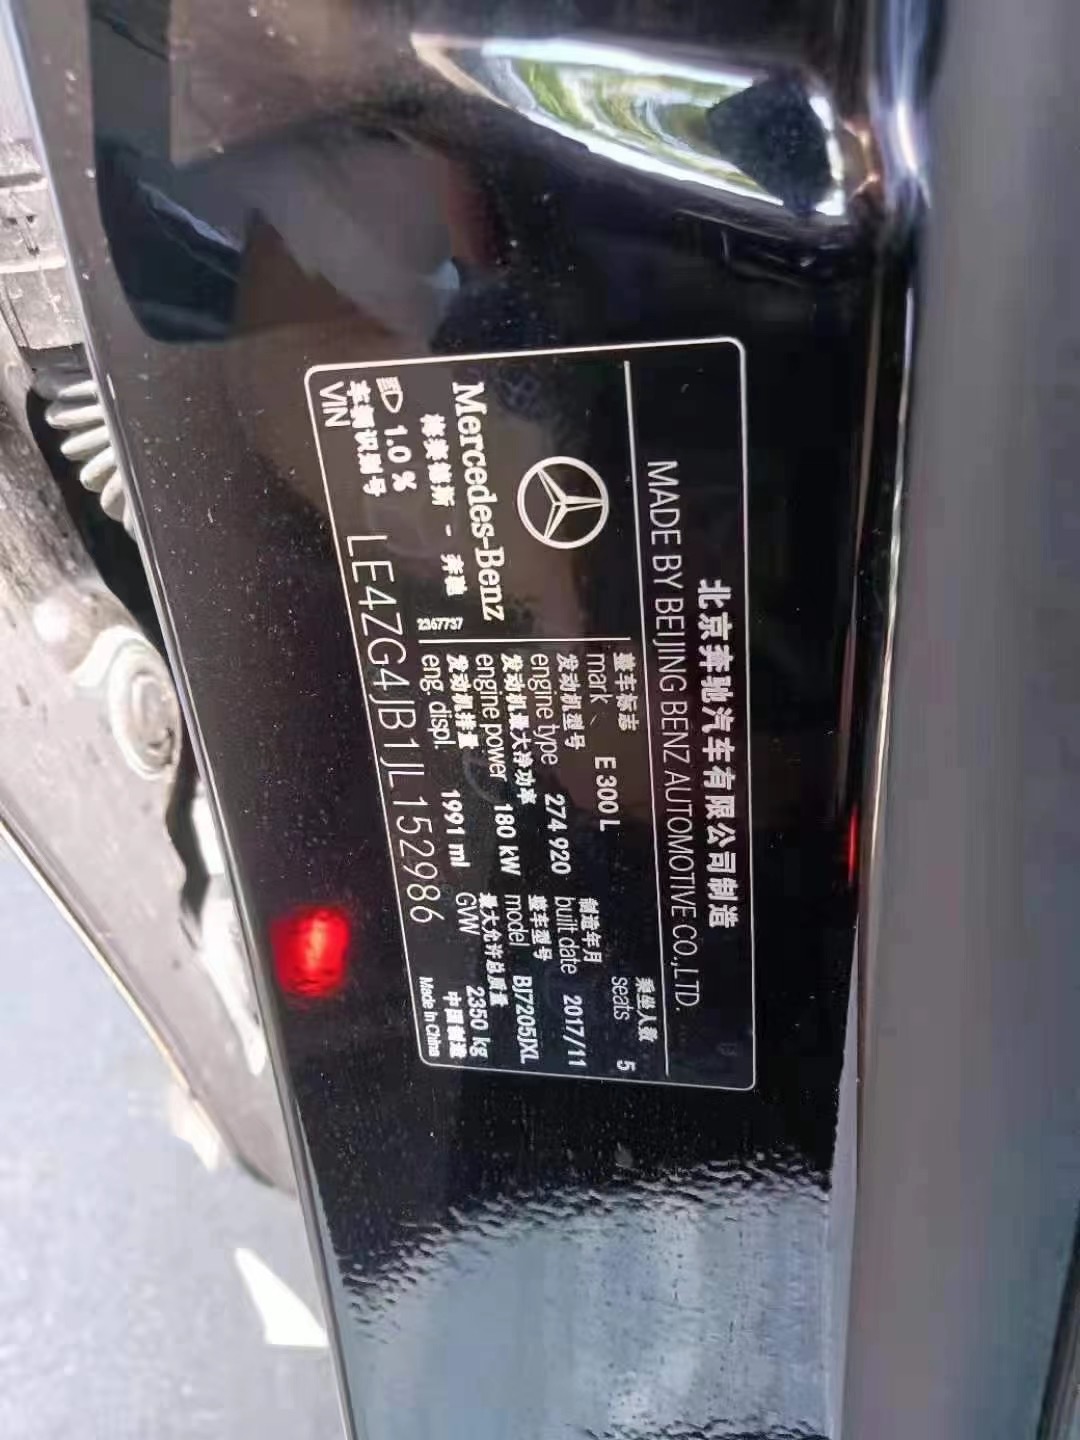 北京奔驰汽车有限公司制造
MADE BY BEIJING BENZ AUTOMOTIVE CO.,LTD.
整车标志
mark E 300 L
乘坐人数
seats 5
发动机型号
engine type 274 920
制造年月
built date 2017/11
发动机最大净功率
engine power 180 kW
整车型号
model BJ7205JXL
发动机排量
eng. displ. 1991 ml
最大允许总质量
GVW 2350 kg
Mercedes-Benz
梅赛德斯 - 奔驰
2367737
1.0 %
车辆识别号
VIN LE4ZG4JB1JL152986
中国制造
Made in China